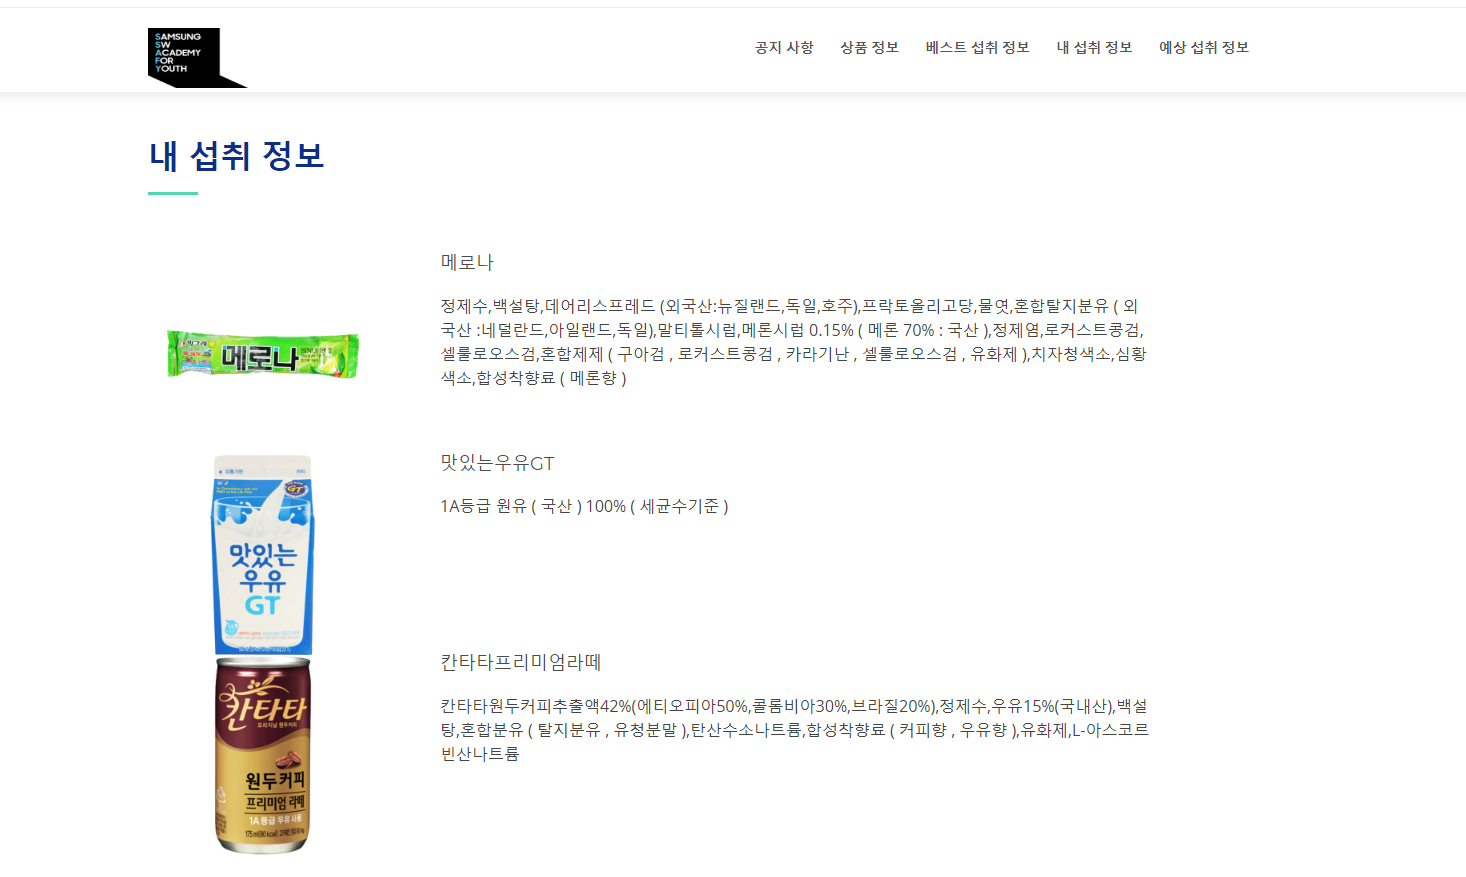 SAMSUNG
SW
ACADEMY
FOR
YOUTH
공지 사항 상품 정보 베스트 섭취 정보 내 섭취 정보 예상 섭취 정보
내 섭취 정보
메로나
정제수,백설탕,데어리스프레드 (외국산:뉴질랜드,독일,호주),프락토올리고당,물엿,혼합탈지분유 ( 외
국산 :네덜란드,아일랜드,독일),말티톨시럽,메론시럽 0.15% ( 메론 70% : 국산 ),정제염,로커스트콩검,
셀룰로오스검,혼합제제 ( 구아검 , 로커스트콩검 , 카라기난 , 셀룰로오스검 , 유화제 ),치자청색소,심황
색소,합성착향료 ( 메론향 )
빙그레
메로나
맛있는우유GT
1A등급 원유 ( 국산 ) 100% ( 세균수기준 )
GT
맛있는
우유
GT
칸타타프리미엄라떼
칸타타원두커피추출액42%(에티오피아50%,콜롬비아30%,브라질20%),정제수,우유15%(국내산),백설
탕,혼합분유 ( 탈지분유 , 유청분말 ),탄산수소나트륨,합성착향료 ( 커피향 , 우유향 ),유화제,L-아스코르
빈산나트륨
칸타타
오리지날 원두커피
원두커피
프리미엄 라떼
1A 등급 우유 사용
175ml(90 kcal)